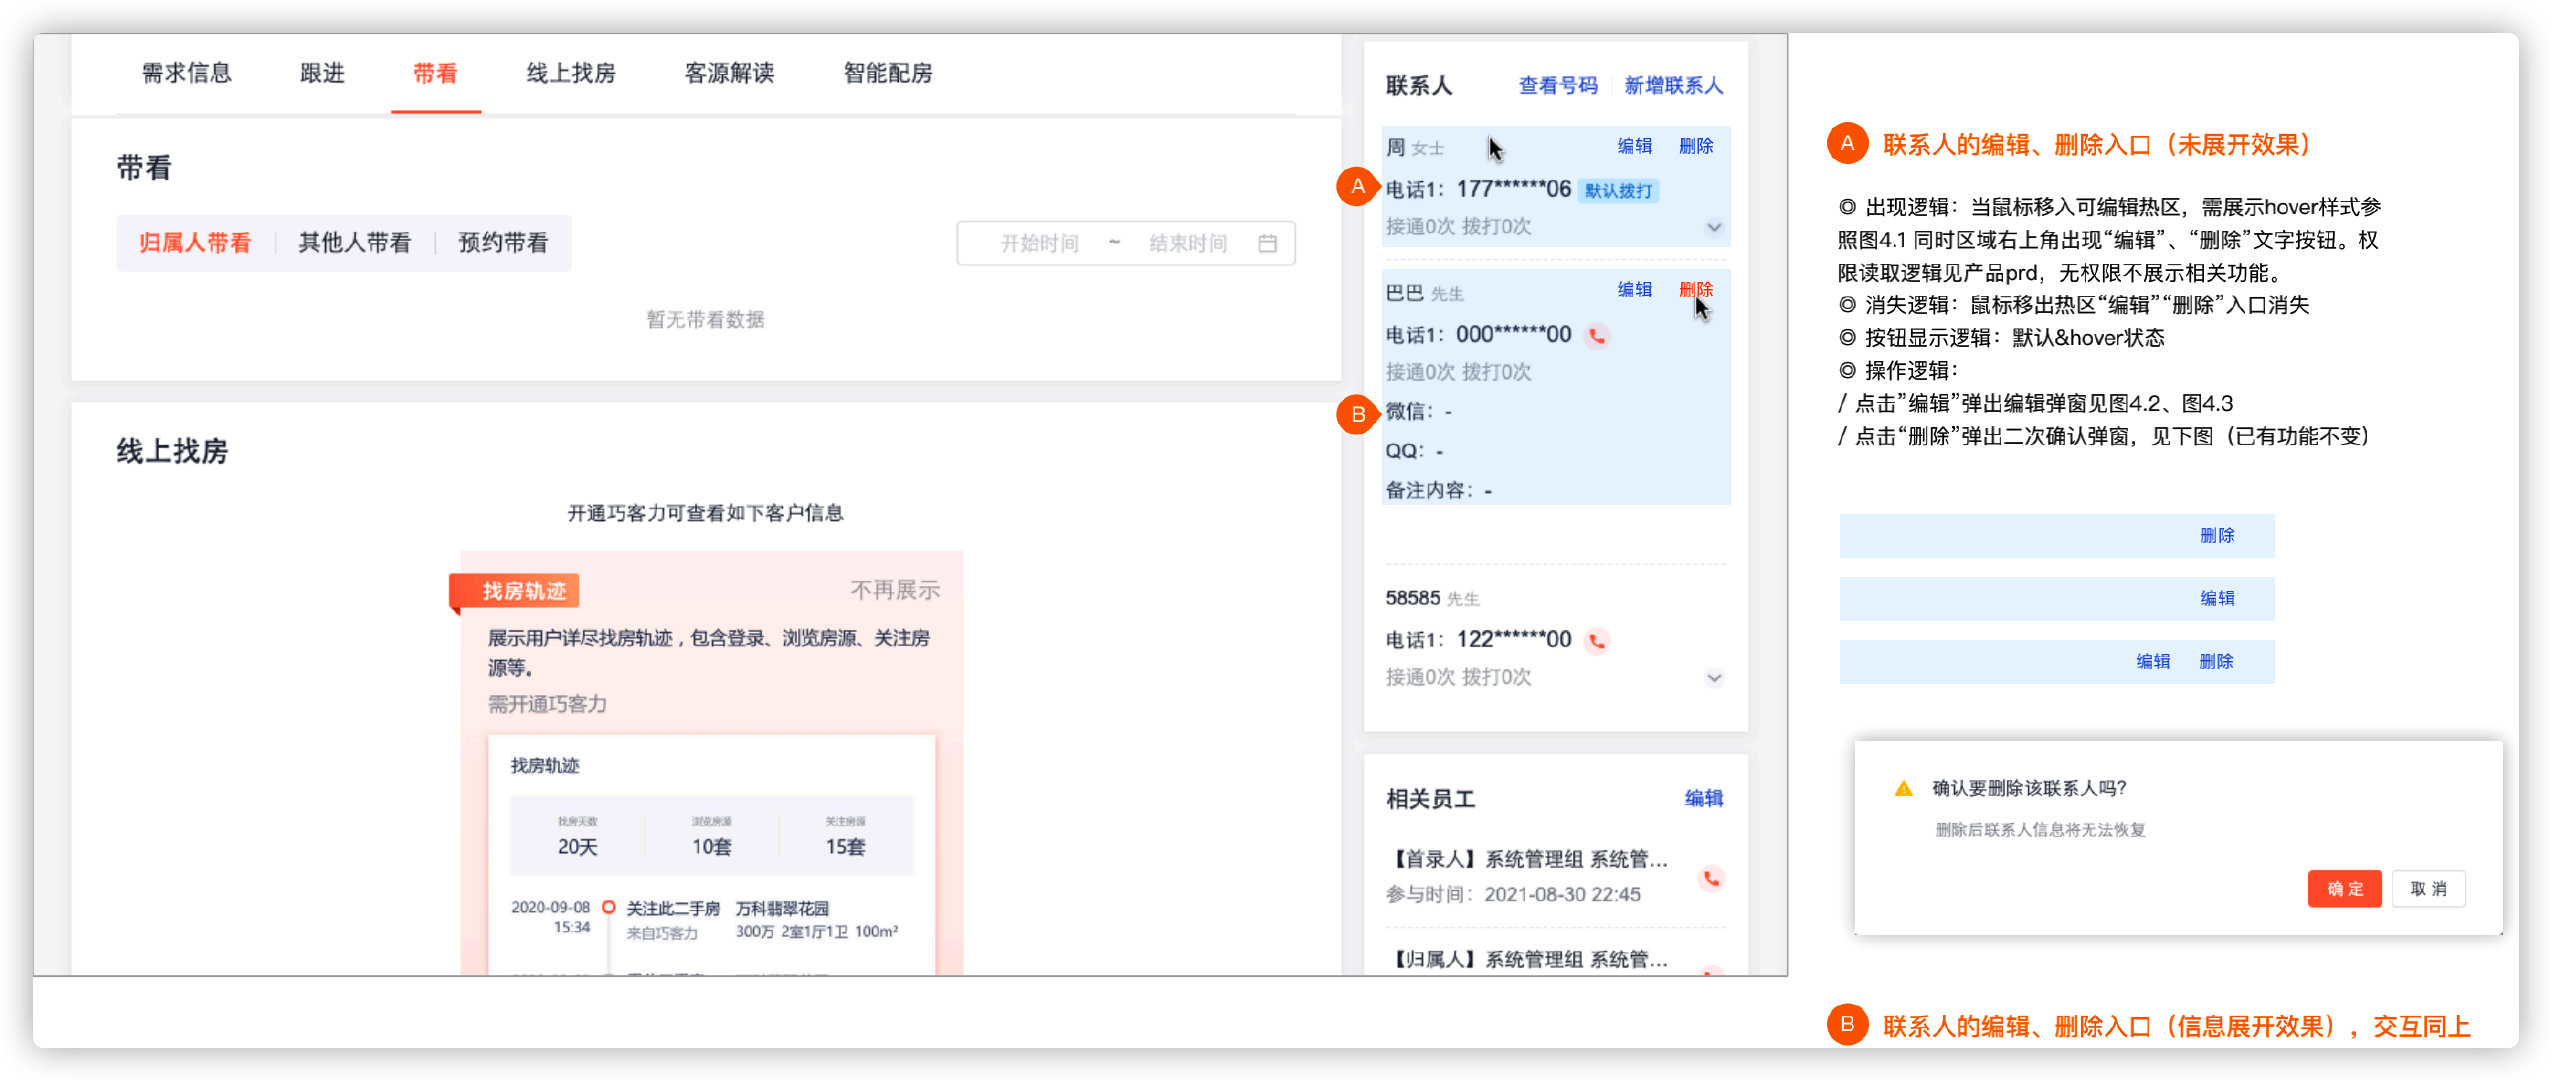 需求信息 跟进 带看 线上找房 客源解读 智能配房
带看
归属人带看 其他人带看 预约带看
开始时间 ~ 结束时间
暂无带看数据
线上找房
开通巧客力可查看如下客户信息
找房轨迹 不再展示
展示用户详尽找房轨迹，包含登录、浏览房源、关注房
源等。
需开通巧客力
找房轨迹
找房天数 浏览房源 关注房源
20天 10套 15套
2020-09-08 关注此二手房 万科翡翠花园
15:34 来自巧客力 300万 2室1厅1卫 100m²
联系人 查看号码 新增联系人
周 女士 编辑 删除
A
电话1：177******06 默认拨打
接通0次 拨打0次
巴巴 先生 编辑 删除
电话1：000******00
接通0次 拨打0次
B
微信：-
QQ：-
备注内容：-
58585 先生
电话1：122******00
接通0次 拨打0次
相关员工 编辑
【首录人】系统管理组 系统管...
参与时间：2021-08-30 22:45
【归属人】系统管理组 系统管...
A 联系人的编辑、删除入口（未展开效果）
◎ 出现逻辑：当鼠标移入可编辑热区，需展示hover样式参
照图4.1 同时区域右上角出现“编辑”、“删除”文字按钮。权
限读取逻辑见产品prd，无权限不展示相关功能。
◎ 消失逻辑：鼠标移出热区“编辑”“删除”入口消失
◎ 按钮显示逻辑：默认&hover状态
◎ 操作逻辑：
/ 点击”编辑”弹出编辑弹窗见图4.2、图4.3
/ 点击“删除”弹出二次确认弹窗，见下图（已有功能不变）
删除
编辑
编辑 删除
确认要删除该联系人吗?
删除后联系人信息将无法恢复
确 定 取 消
B 联系人的编辑、删除入口（信息展开效果），交互同上